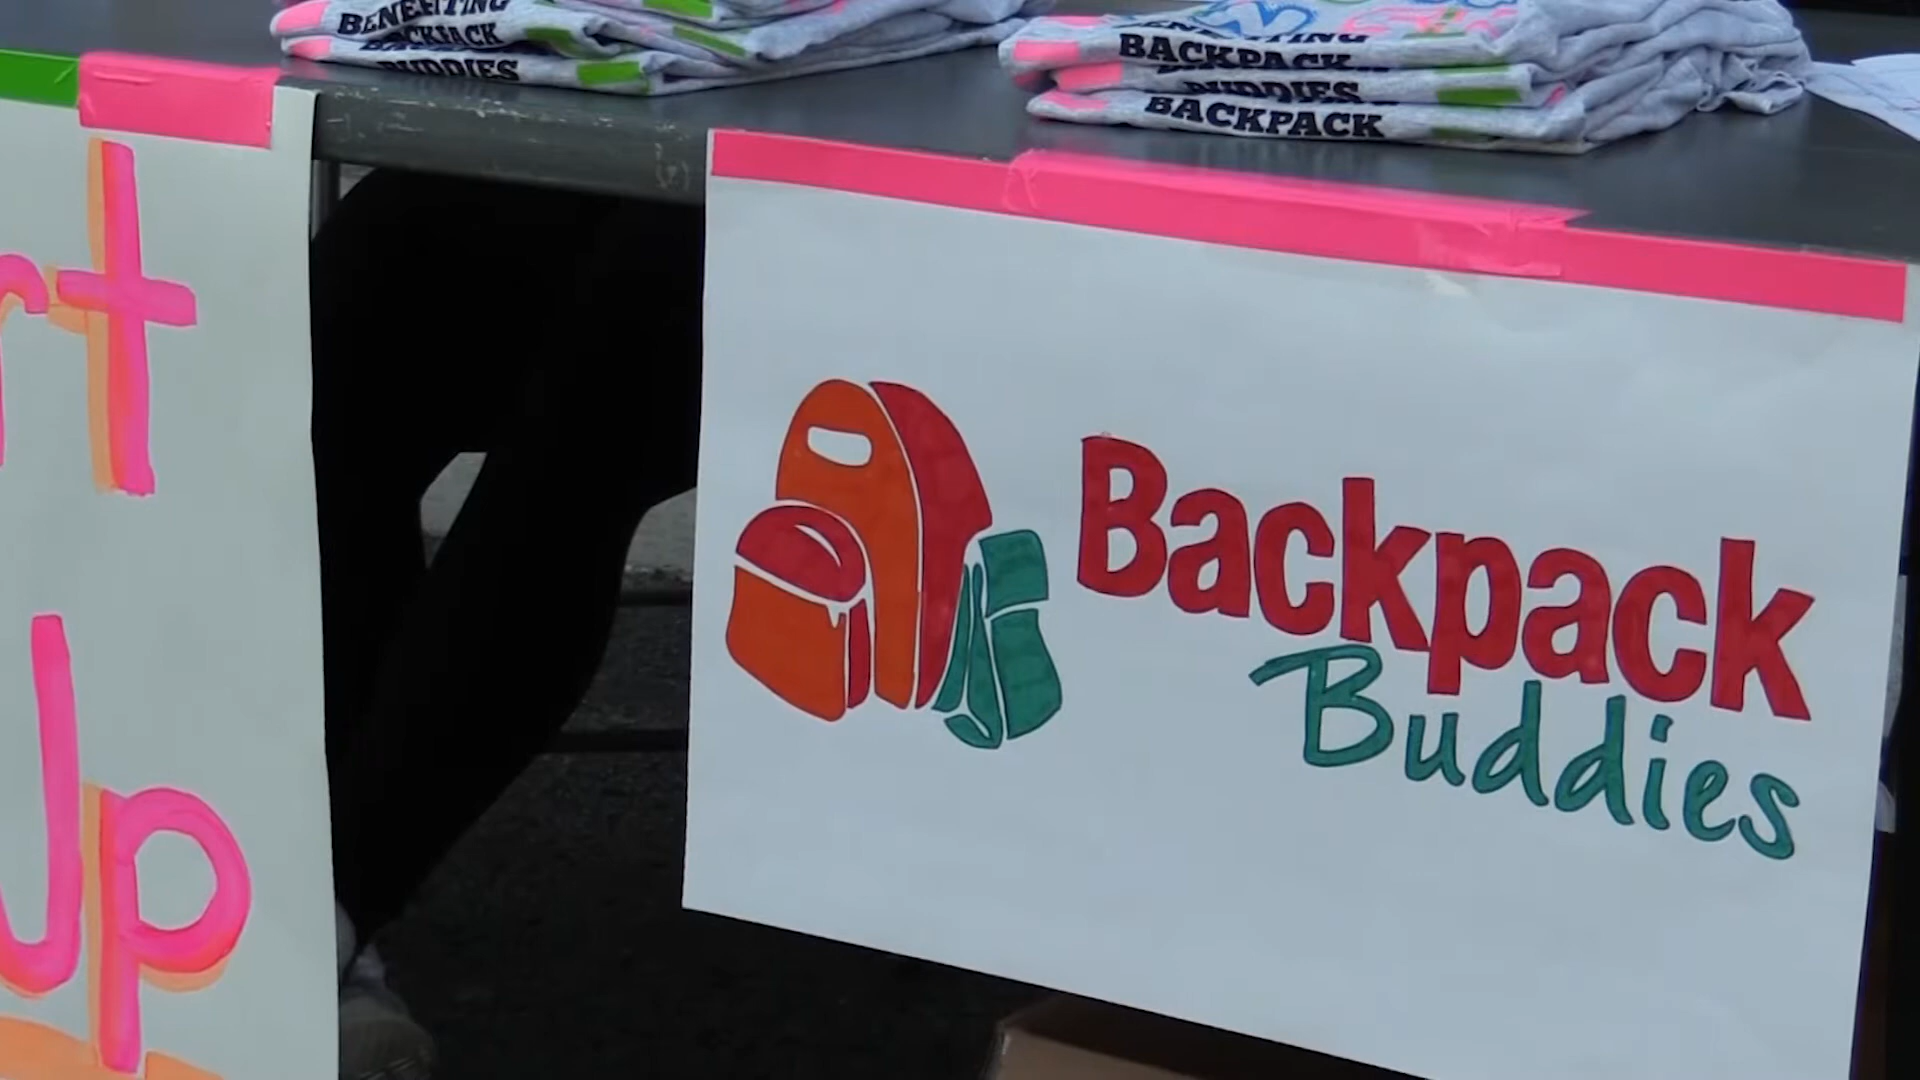 BENEFITING
BACKPACK
BUDDIES
BACKPACK
BUDDIES
BACKPACK
rt
Up
Backpack
Buddies